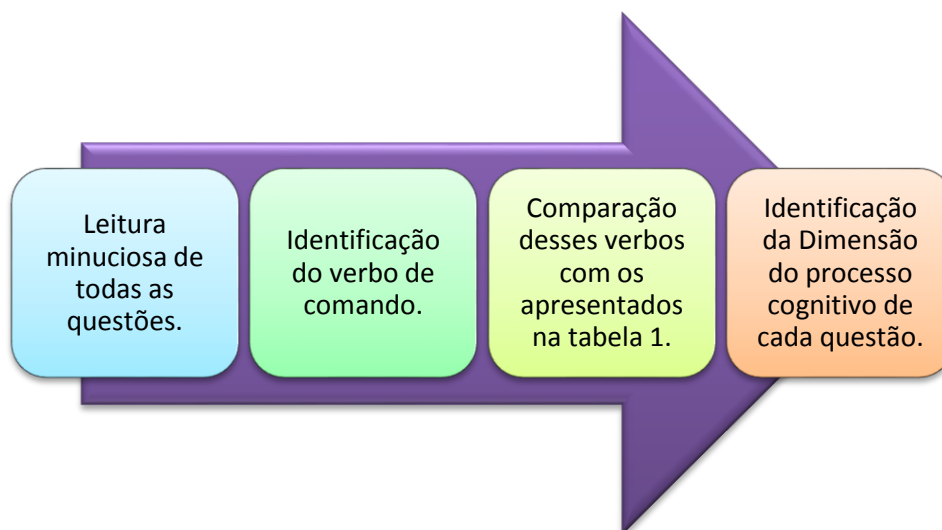 Leitura
minuciosa de
todas as
questões.
Identificação
do verbo de
comando.
Comparação
desses verbos
com os
apresentados
na tabela 1.
Identificação
da Dimensão
do processo
cognitivo de
cada questão.